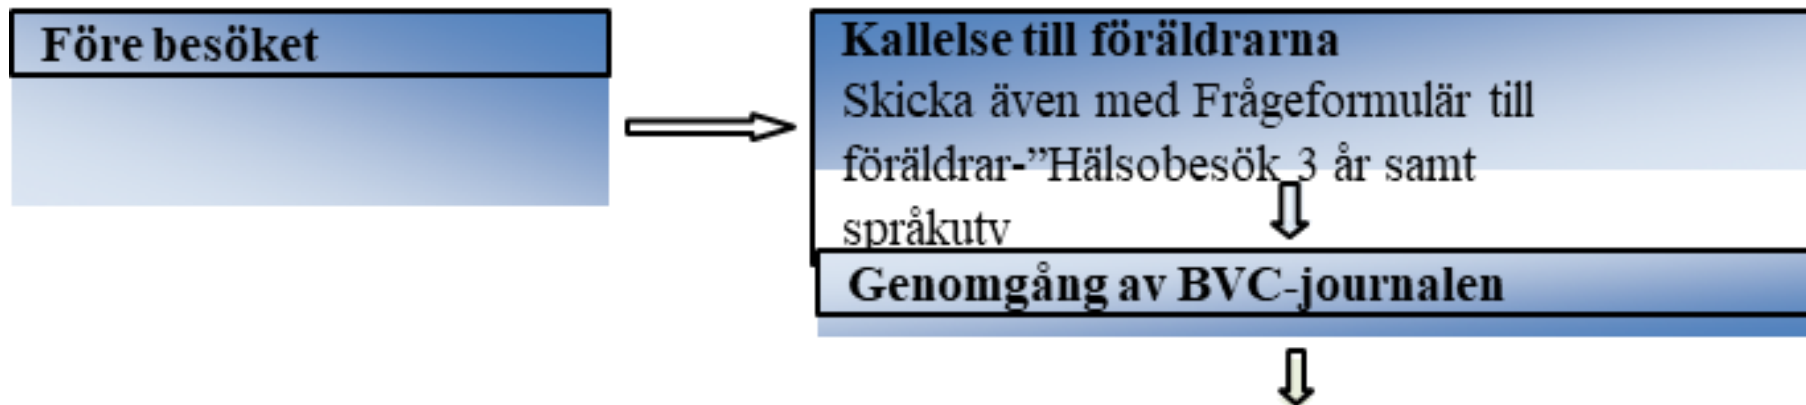 Före besöket
Kallelse till föräldrarna
Skicka även med Frågeformulär till
föräldrar-”Hälsobesök 3 år samt
språkutv
Genomgång av BVC-journalen